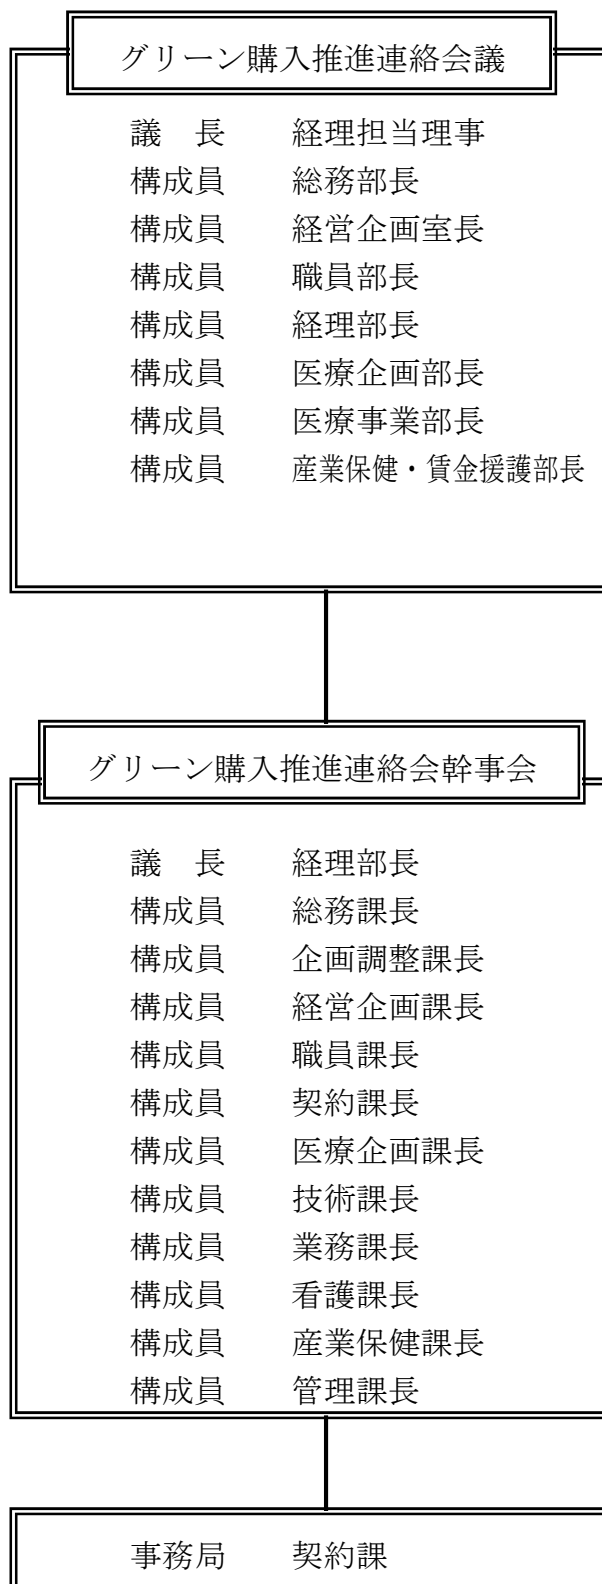 グリーン購入推進連絡会議
議　長　　経理担当理事
構成員　　総務部長
構成員　　経営企画室長
構成員　　職員部長
構成員　　経理部長
構成員　　医療企画部長
構成員　　医療事業部長
構成員　　産業保健・賃金援護部長
グリーン購入推進連絡会幹事会
議　長　　経理部長
構成員　　総務課長
構成員　　企画調整課長
構成員　　経営企画課長
構成員　　職員課長
構成員　　契約課長
構成員　　医療企画課長
構成員　　技術課長
構成員　　業務課長
構成員　　看護課長
構成員　　産業保健課長
構成員　　管理課長
事務局　　契約課